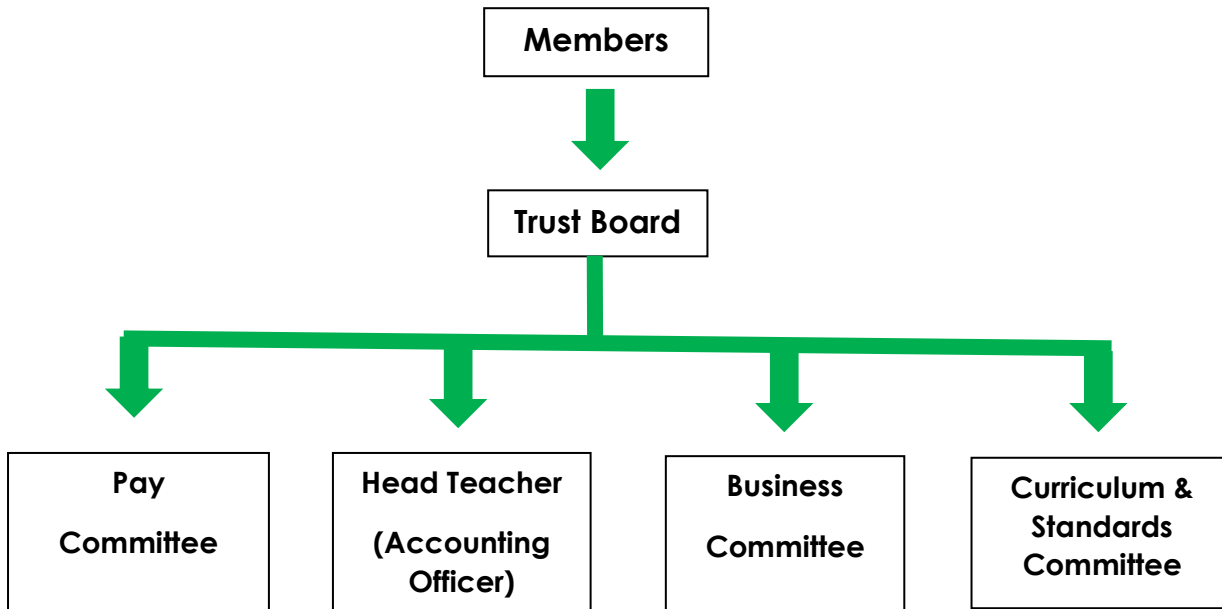 Members
Trust Board
Pay
Committee
Head Teacher
(Accounting
Officer)
Business
Committee
Curriculum &
Standards
Committee